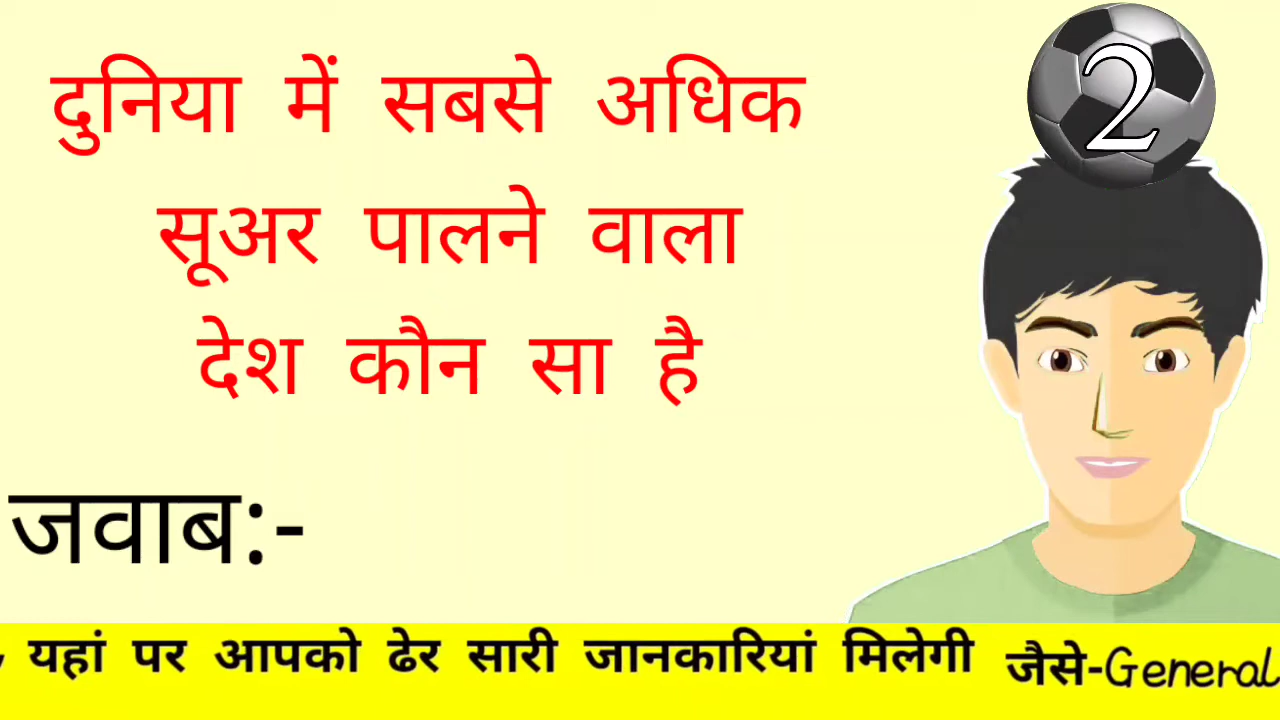 2
दुनिया में सबसे अधिक
सूअर पालने वाला
देश कौन सा है
जवाब:-
यहां पर आपको ढेर सारी जानकारियां मिलेगी जैसे-General